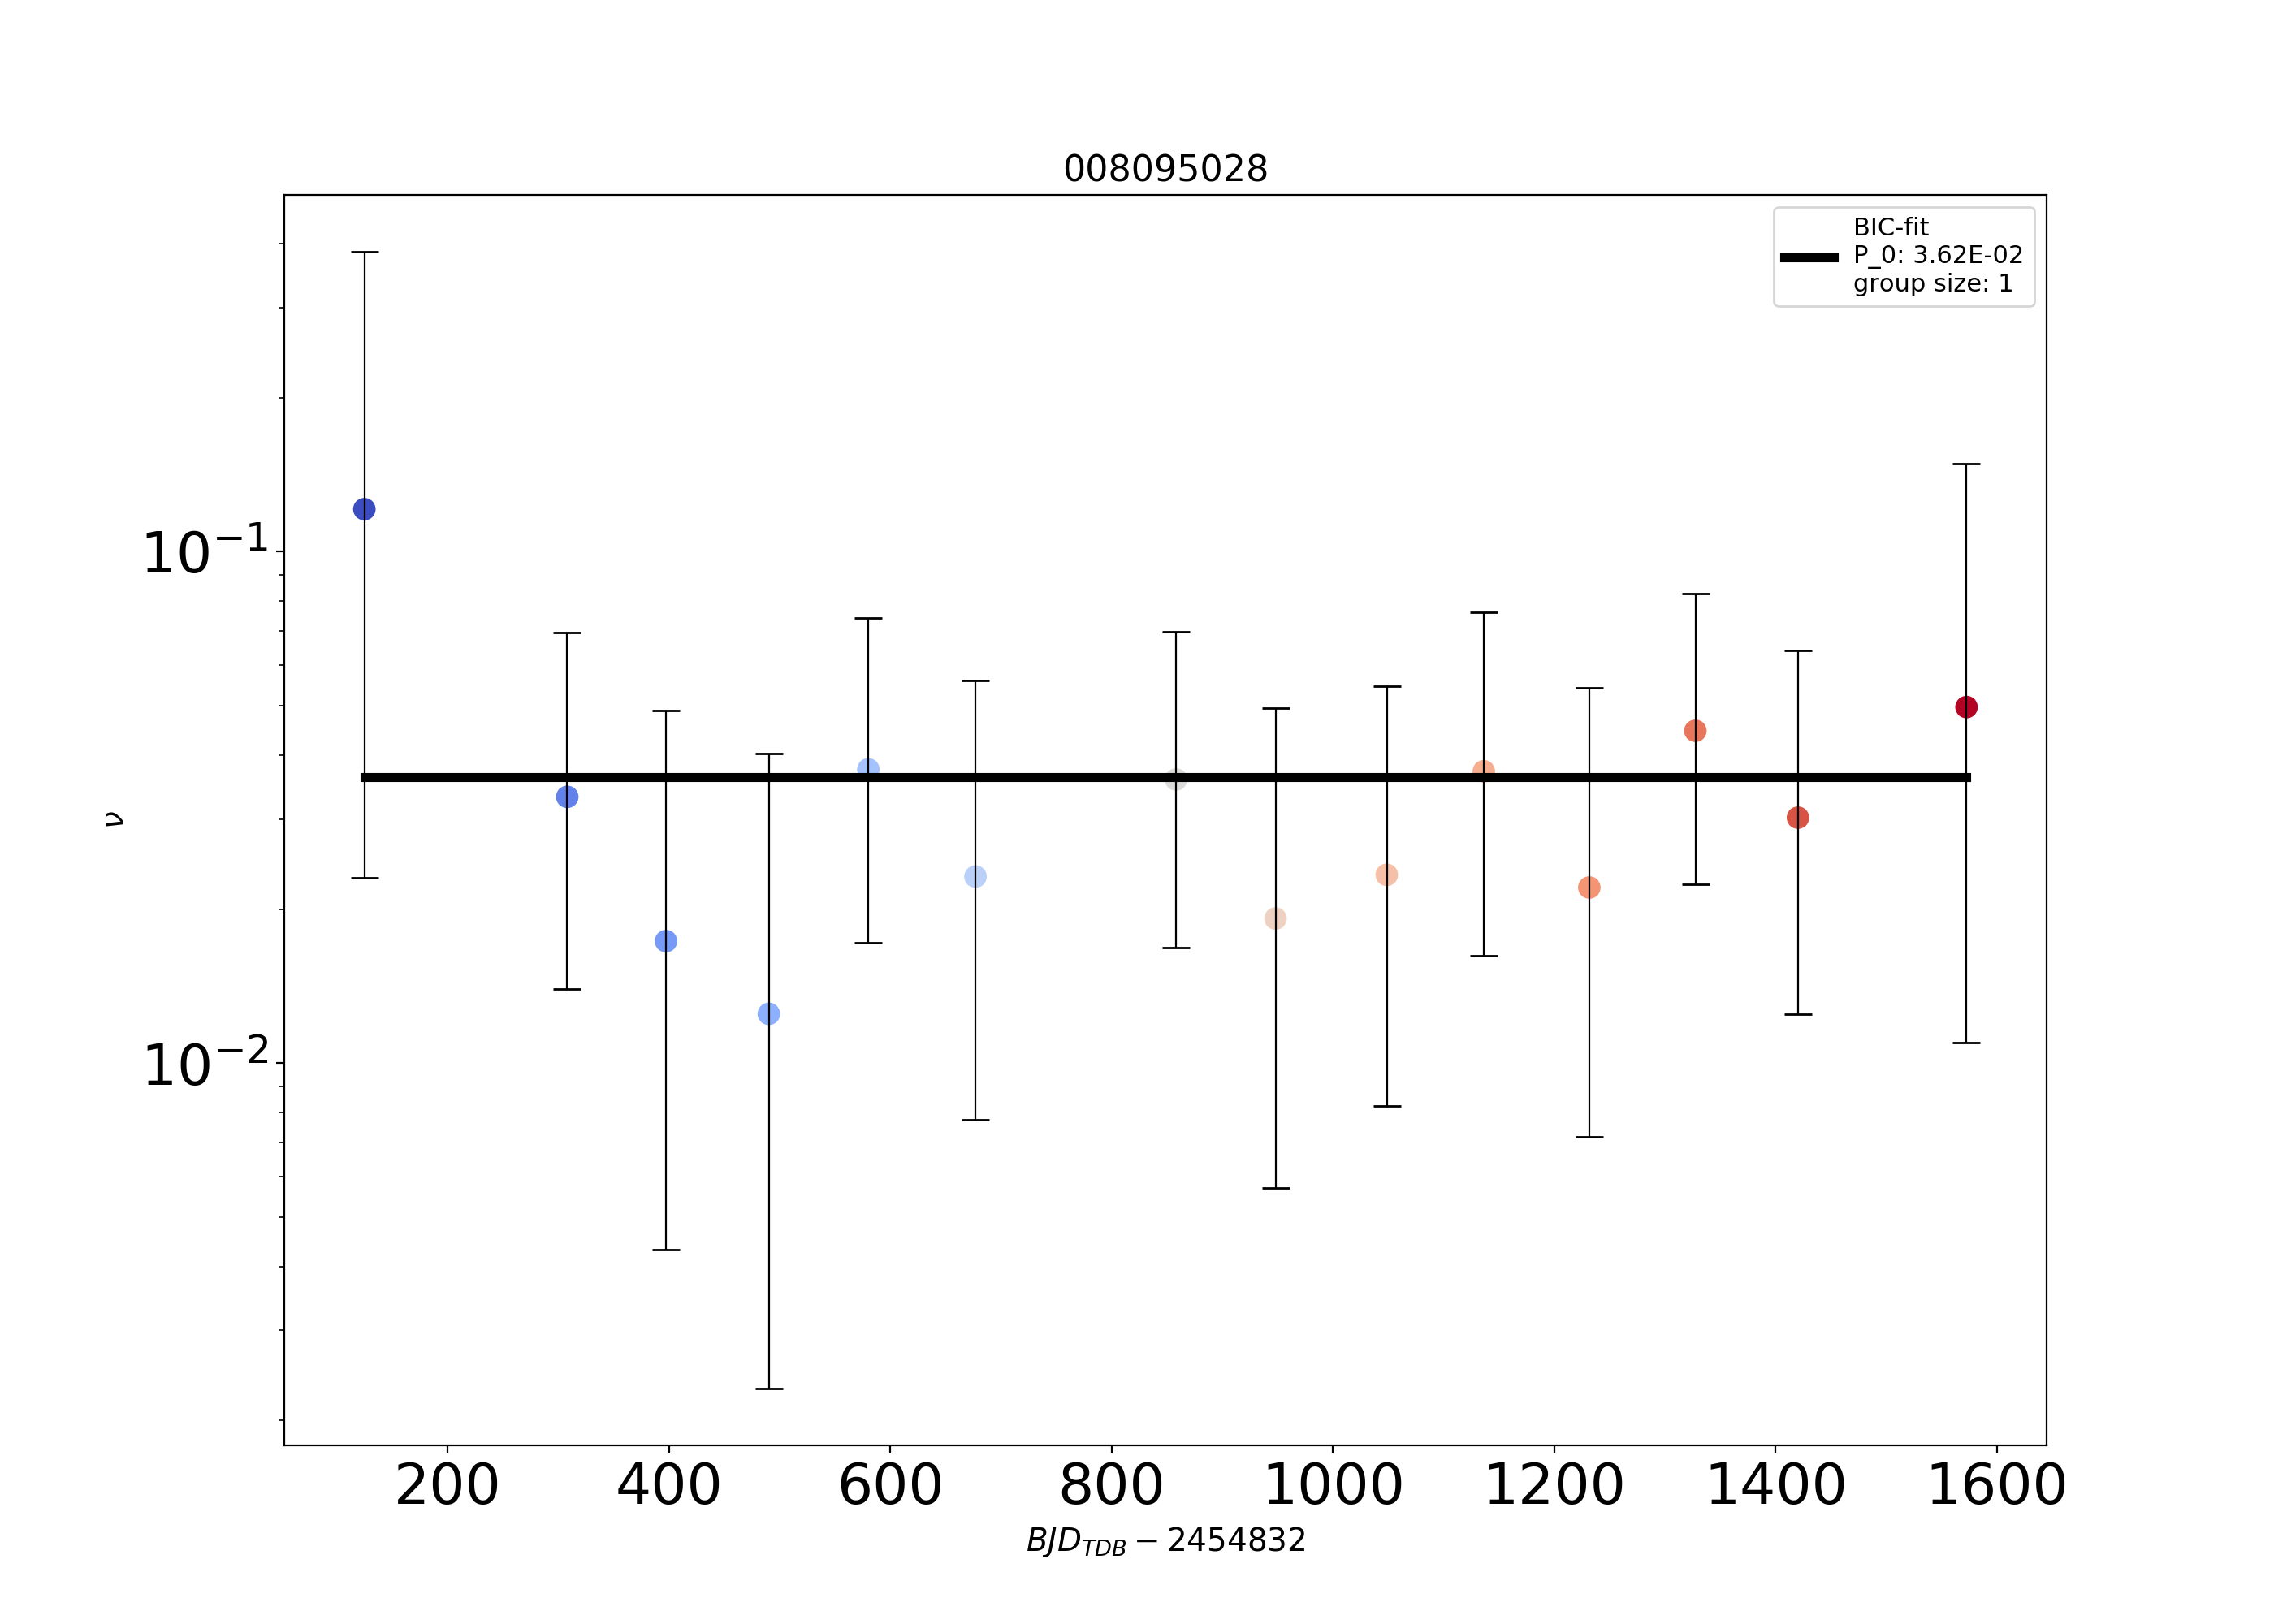 008095028
BIC-fit
P_0: 3.62E-02
group size: 1
10⁻¹
10⁻²
ν
200 400 600 800 1000 1200 1400 1600
BJD_TDB − 2454832